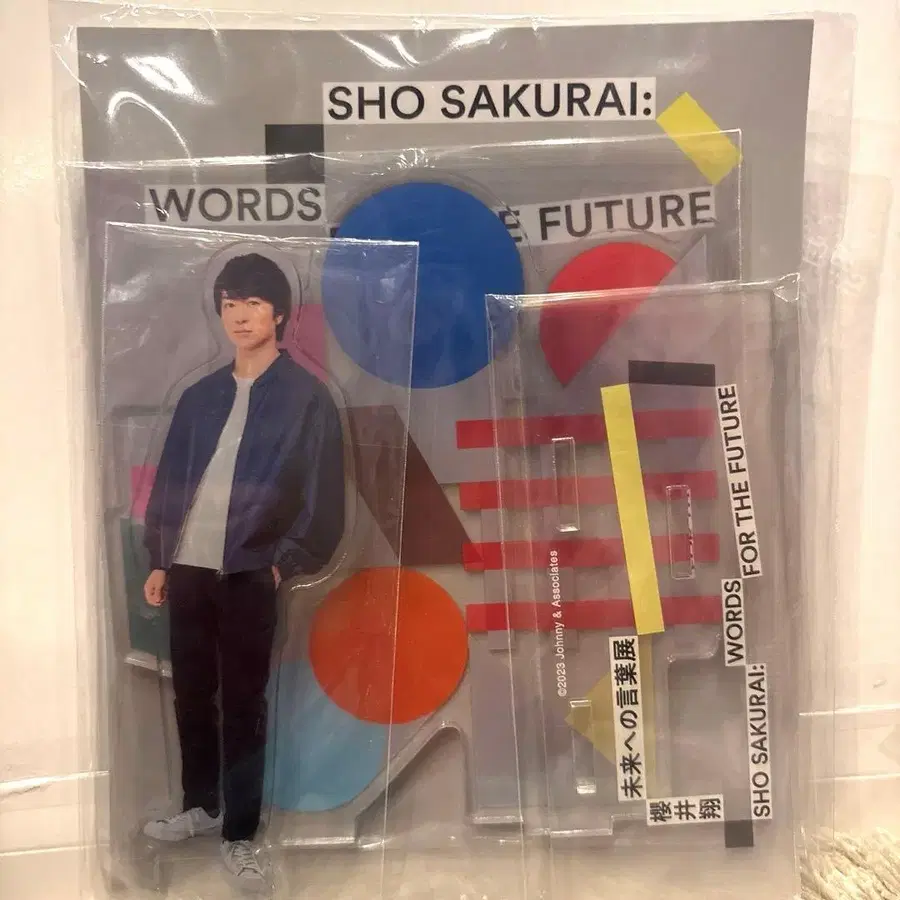 SHO SAKURAI:
WORDS
E FUTURE
©2023 Johnny & Associates
未来への言葉展
櫻井翔
WORDS
FOR THE FUTURE
SHO SAKURAI: